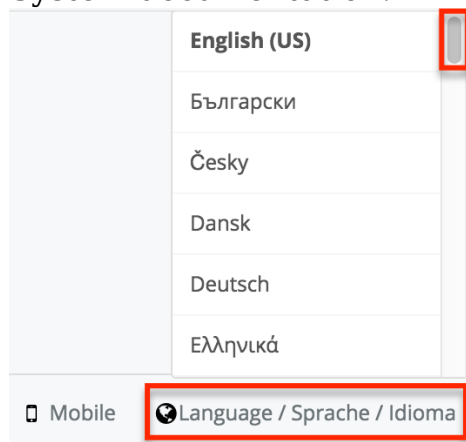 English (US)
Български
Česky
Dansk
Deutsch
Ελληνικά
Mobile Language / Sprache / Idioma